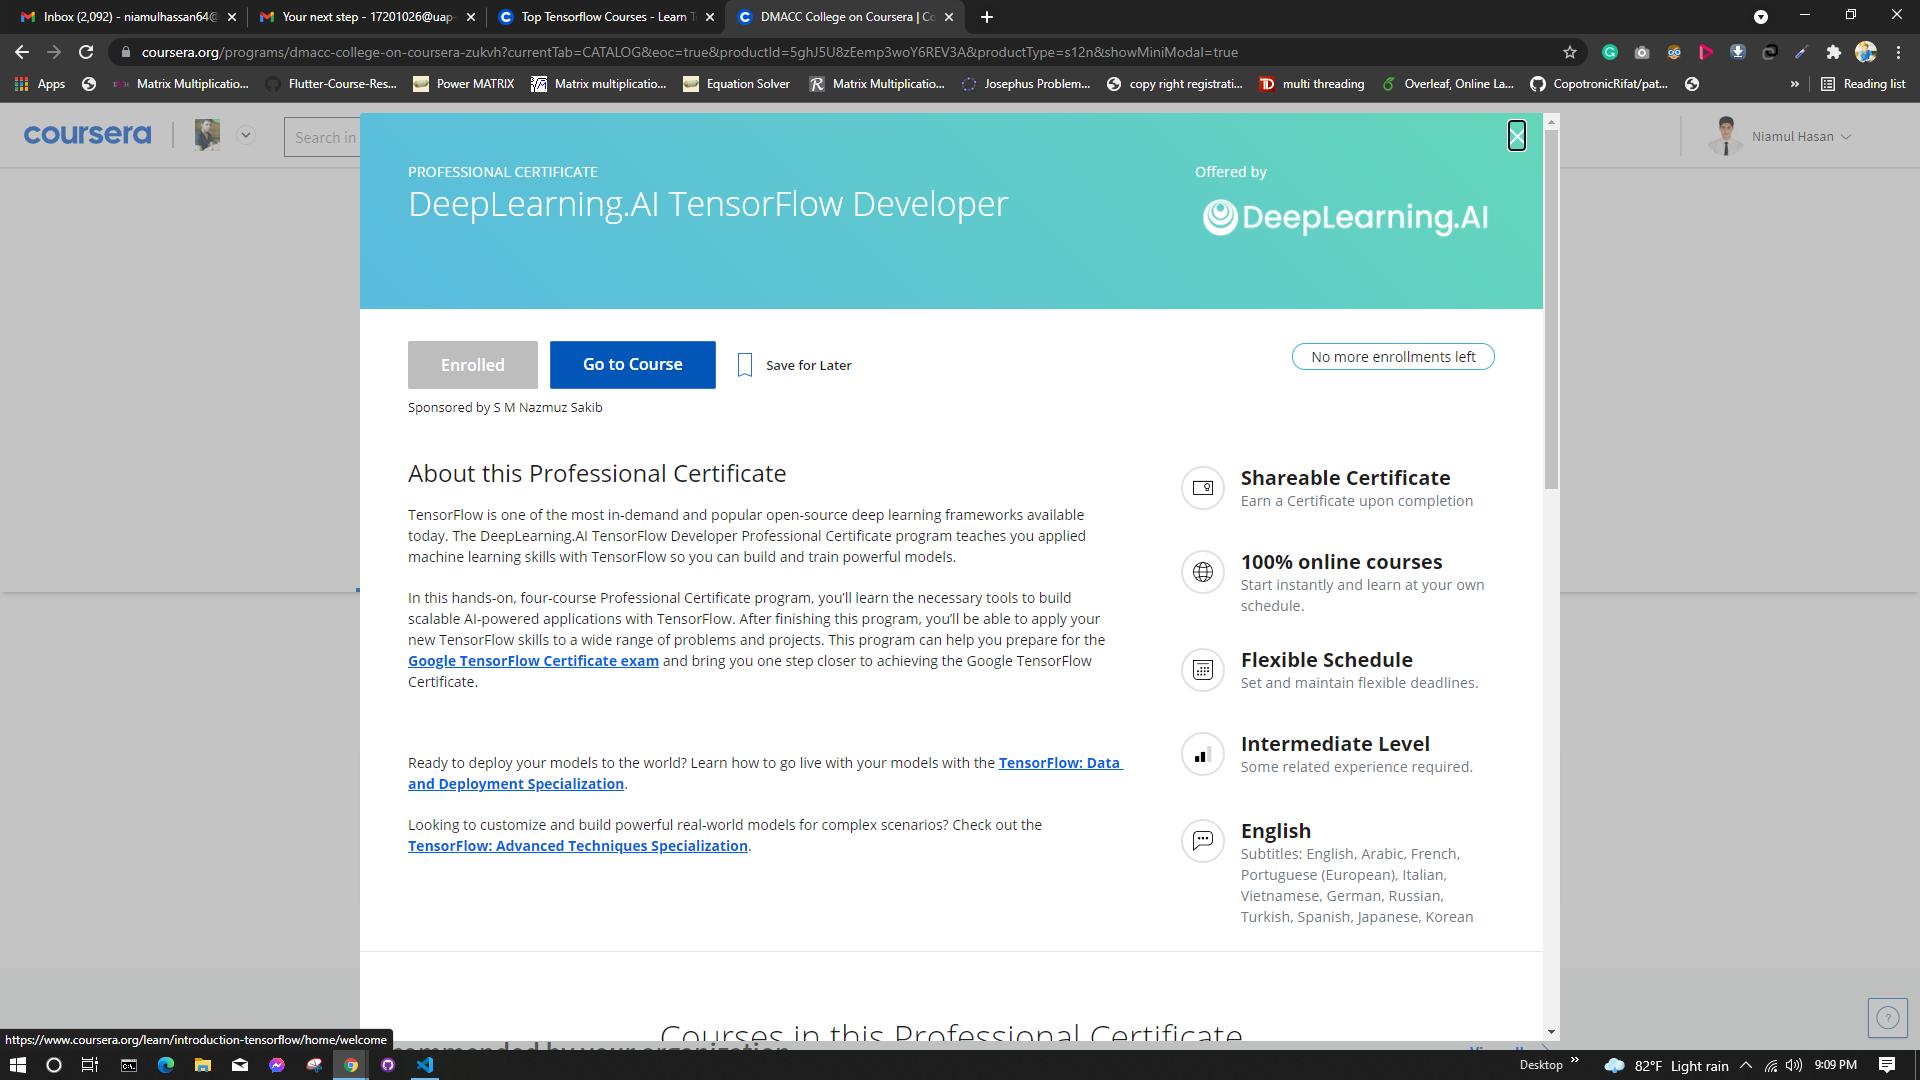 Inbox (2,092) - niamulhassan64@
Your next step - 17201026@uap-
Top Tensorflow Courses - Learn T
DMACC College on Coursera | Co
coursera.org/programs/dmacc-college-on-coursera-zukvh?currentTab=CATALOG&eoc=true&productId=5ghJ5U8zEemp3woY6REV3A&productType=s12n&showMiniModal=true
Apps
Matrix Multiplicatio...
Flutter-Course-Res...
Power MATRIX
Matrix multiplicatio...
Equation Solver
Matrix Multiplicatio...
Josephus Problem...
copy right registrati...
TD multi threading
Overleaf, Online La...
CopotronicRifat/pat...
»
Reading list
coursera
Search in
Niamul Hasan
PROFESSIONAL CERTIFICATE
DeepLearning.AI TensorFlow Developer
Offered by
DeepLearning.AI
Enrolled
Go to Course
Save for Later
No more enrollments left
Sponsored by S M Nazmuz Sakib
About this Professional Certificate
TensorFlow is one of the most in-demand and popular open-source deep learning frameworks available
today. The DeepLearning.AI TensorFlow Developer Professional Certificate program teaches you applied
machine learning skills with TensorFlow so you can build and train powerful models.
In this hands-on, four-course Professional Certificate program, you'll learn the necessary tools to build
scalable AI-powered applications with TensorFlow. After finishing this program, you'll be able to apply your
new TensorFlow skills to a wide range of problems and projects. This program can help you prepare for the
Google TensorFlow Certificate exam and bring you one step closer to achieving the Google TensorFlow
Certificate.
Ready to deploy your models to the world? Learn how to go live with your models with the TensorFlow: Data
and Deployment Specialization.
Looking to customize and build powerful real-world models for complex scenarios? Check out the
TensorFlow: Advanced Techniques Specialization.
Shareable Certificate
Earn a Certificate upon completion
100% online courses
Start instantly and learn at your own
schedule.
Flexible Schedule
Set and maintain flexible deadlines.
Intermediate Level
Some related experience required.
English
Subtitles: English, Arabic, French,
Portuguese (European), Italian,
Vietnamese, German, Russian,
Turkish, Spanish, Japanese, Korean
Courses in this Professional Certificate
https://www.coursera.org/learn/introduction-tensorflow/home/welcome
Desktop
82°F Light rain
9:09 PM